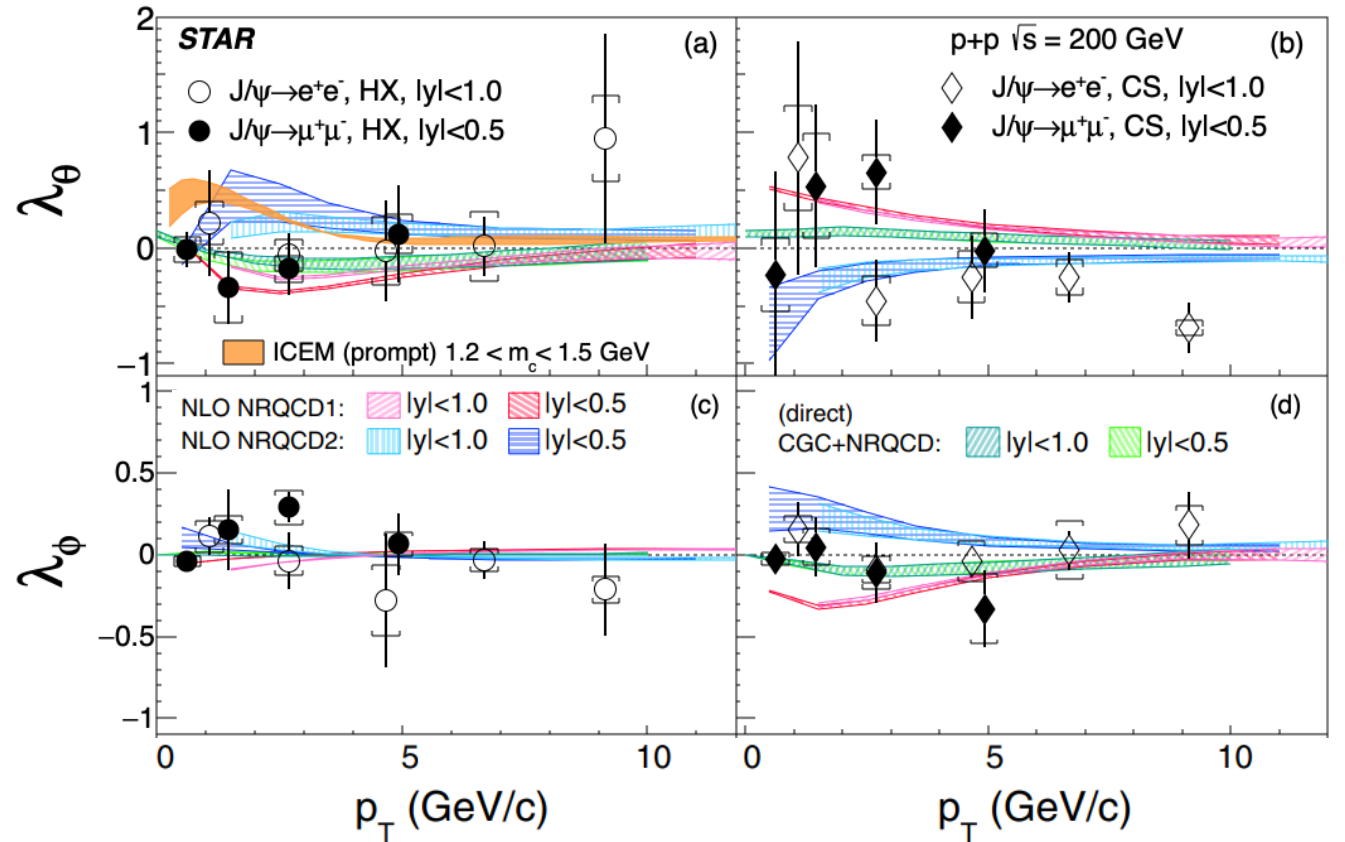 STAR
(a)
J/ψ→e⁺e⁻, HX, |y|<1.0
J/ψ→μ⁺μ⁻, HX, |y|<0.5
ICEM (prompt) 1.2 < m_c < 1.5 GeV
p+p √s = 200 GeV
(b)
J/ψ→e⁺e⁻, CS, |y|<1.0
J/ψ→μ⁺μ⁻, CS, |y|<0.5
λ_θ
2
1
0
−1
NLO NRQCD1: |y|<1.0 |y|<0.5
NLO NRQCD2: |y|<1.0 |y|<0.5
(c)
(direct)
CGC+NRQCD: |y|<1.0 |y|<0.5
(d)
λ_φ
1
0.5
0
−0.5
−1
0 5 10
0 5 10
p_T (GeV/c)
p_T (GeV/c)